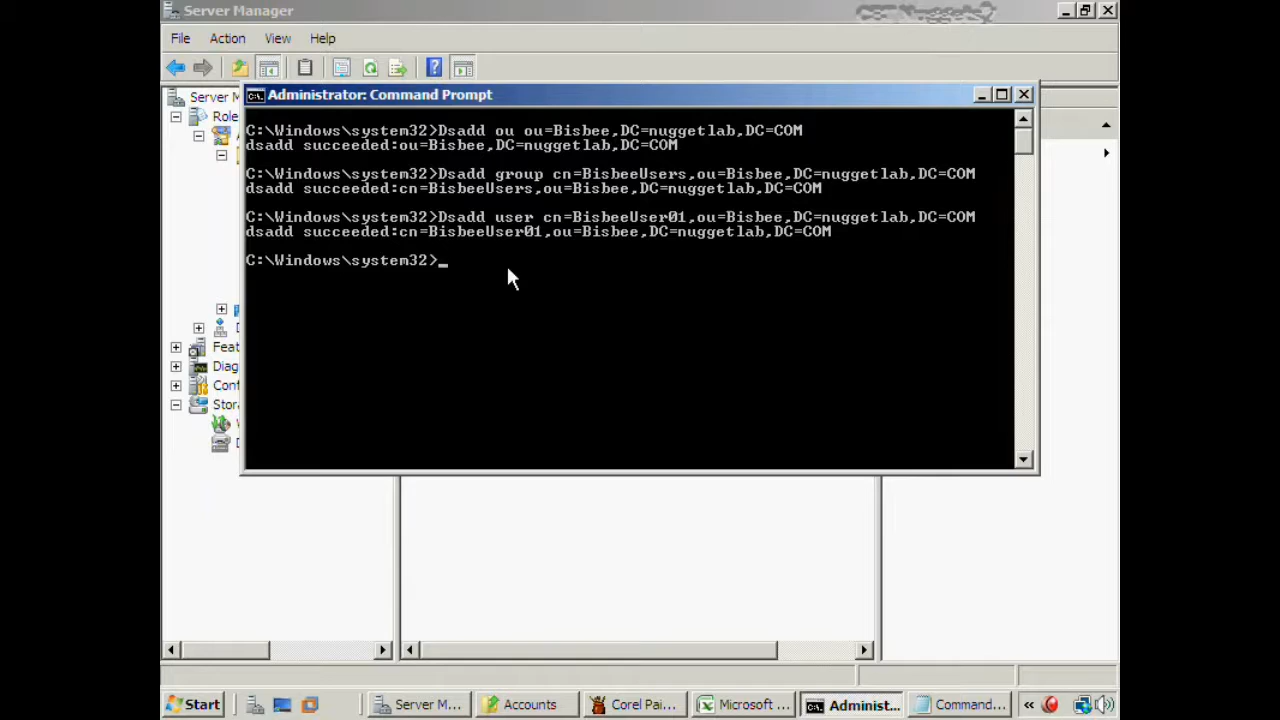 Server Manager
File Action View Help
Server M
Role
Administrator: Command Prompt
C:\Windows\system32>Dsadd ou ou=Bisbee,DC=nuggetlab,DC=COM
dsadd succeeded:ou=Bisbee,DC=nuggetlab,DC=COM
C:\Windows\system32>Dsadd group cn=BisbeeUsers,ou=Bisbee,DC=nuggetlab,DC=COM
dsadd succeeded:cn=BisbeeUsers,ou=Bisbee,DC=nuggetlab,DC=COM
C:\Windows\system32>Dsadd user cn=BisbeeUser01,ou=Bisbee,DC=nuggetlab,DC=COM
dsadd succeeded:cn=BisbeeUser01,ou=Bisbee,DC=nuggetlab,DC=COM
C:\Windows\system32>_
Feat
Diag
Conf
Stor
Start Server M... Accounts Corel Pai... Microsoft ... Administ... Command...